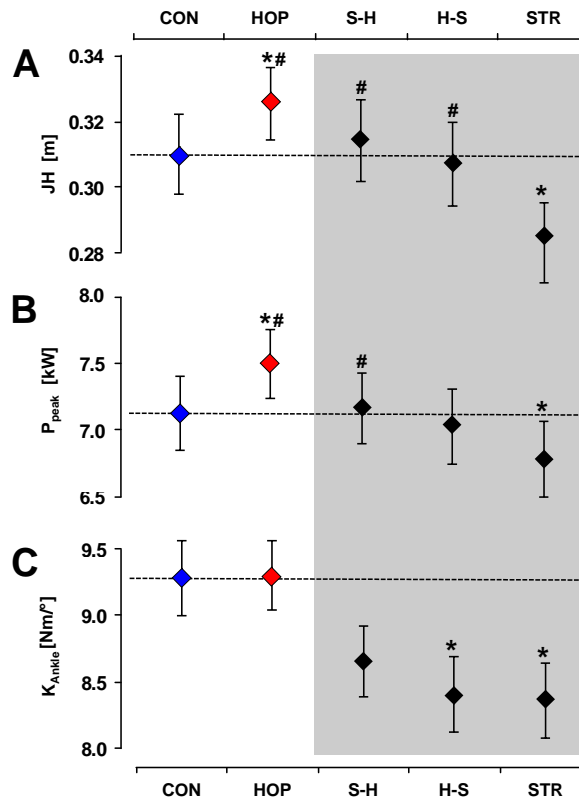 CON HOP S-H H-S STR
A
0.34
0.32
0.30
0.28
JH [m]
*#
#
#
*
B
8.0
7.5
7.0
6.5
P_peak [kW]
*#
#
*
C
9.5
9.0
8.5
8.0
K_Ankle [Nm/°]
*
*
CON HOP S-H H-S STR